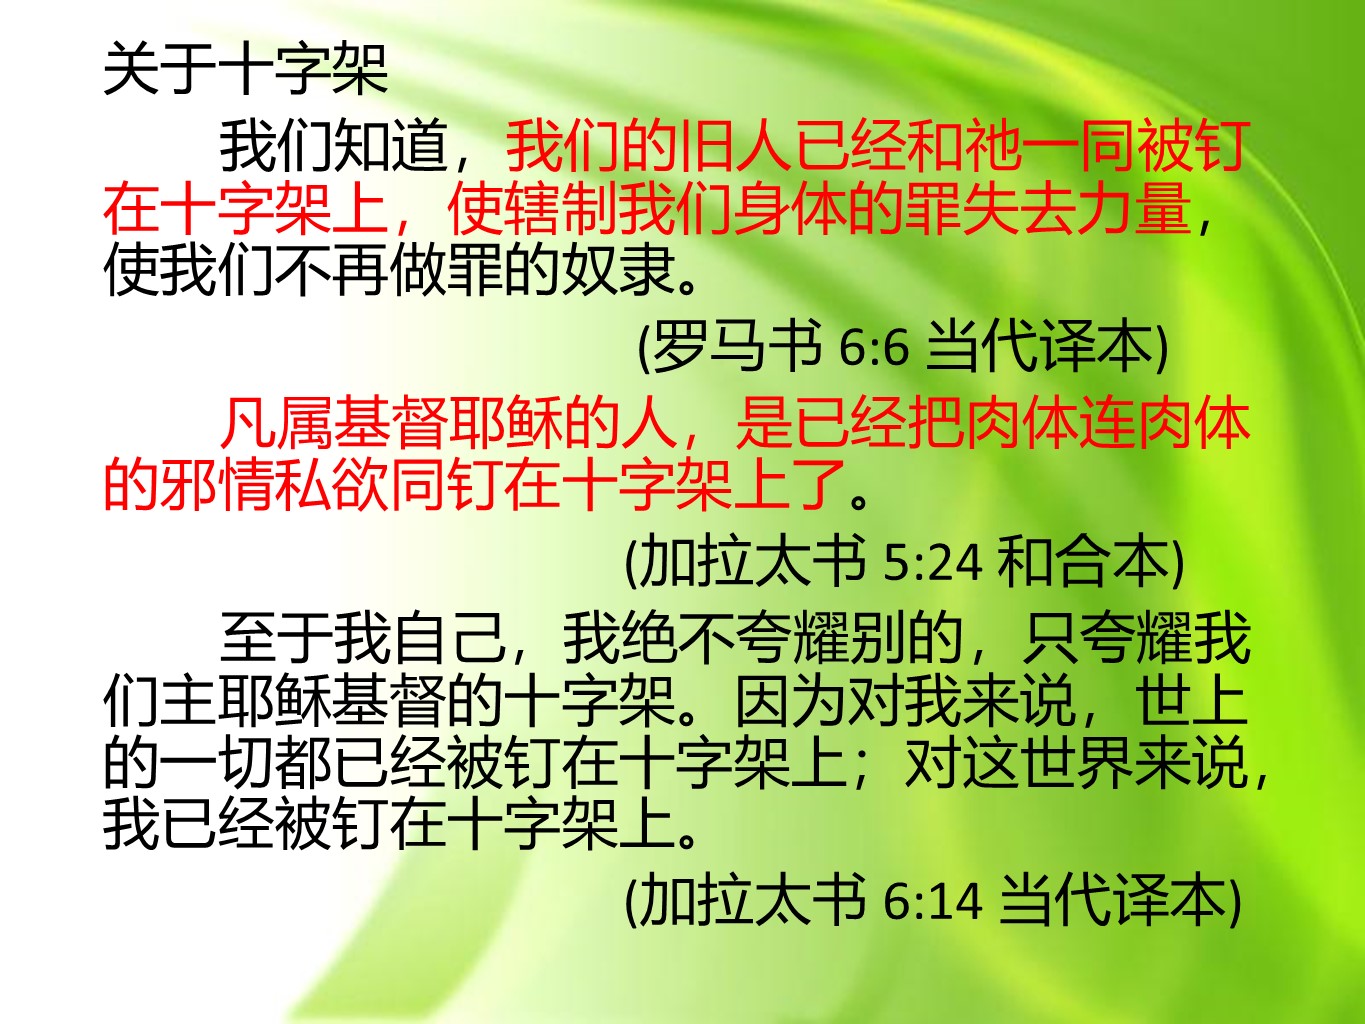 关于十字架
我们知道，我们的旧人已经和祂一同被钉
在十字架上，使辖制我们身体的罪失去力量，
使我们不再做罪的奴隶。
(罗马书 6:6 当代译本)
凡属基督耶稣的人，是已经把肉体连肉体
的邪情私欲同钉在十字架上了。
(加拉太书 5:24 和合本)
至于我自己，我绝不夸耀别的，只夸耀我
们主耶稣基督的十字架。因为对我来说，世上
的一切都已经被钉在十字架上；对这世界来说，
我已经被钉在十字架上。
(加拉太书 6:14 当代译本)